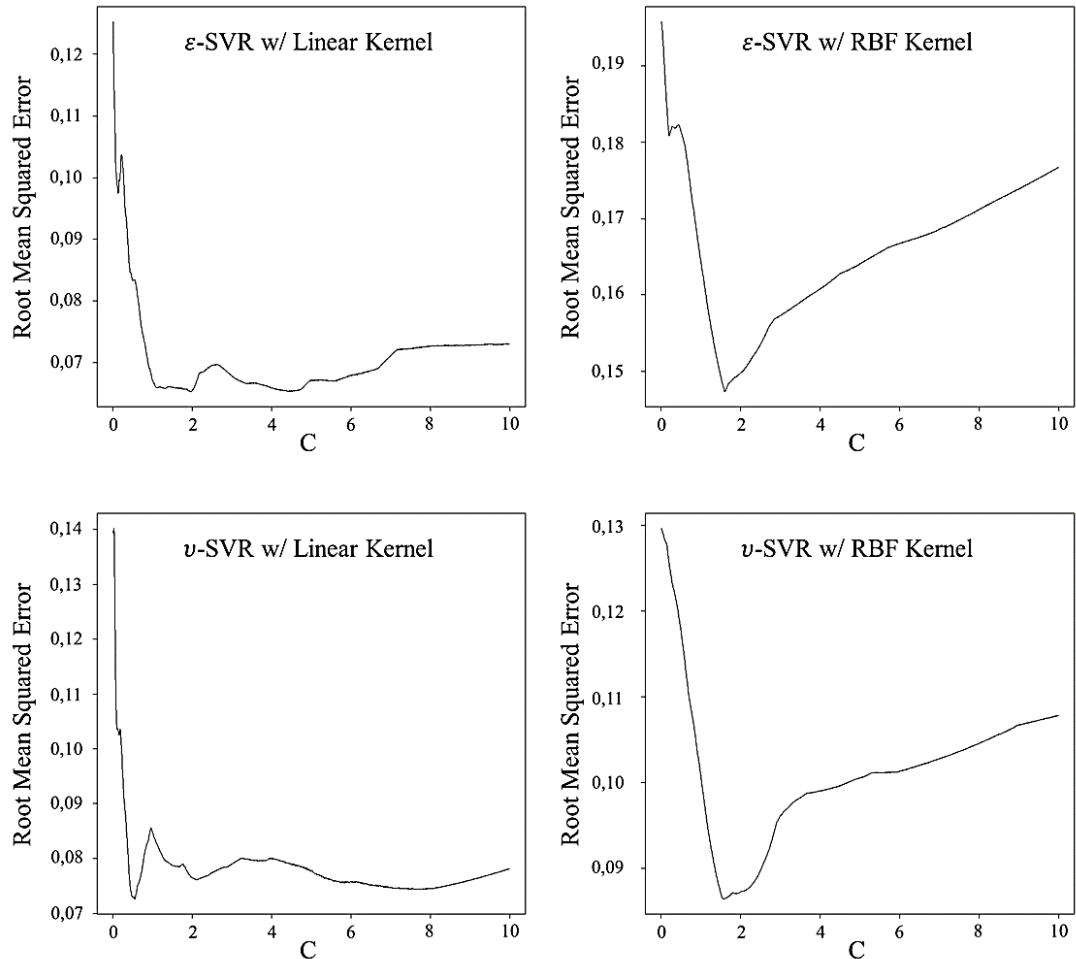 ε-SVR w/ Linear Kernel
Root Mean Squared Error
0,12
0,11
0,10
0,09
0,08
0,07
0 2 4 6 8 10
C
ε-SVR w/ RBF Kernel
Root Mean Squared Error
0,19
0,18
0,17
0,16
0,15
0 2 4 6 8 10
C
υ-SVR w/ Linear Kernel
Root Mean Squared Error
0,14
0,13
0,12
0,11
0,10
0,09
0,08
0,07
0 2 4 6 8 10
C
υ-SVR w/ RBF Kernel
Root Mean Squared Error
0,13
0,12
0,11
0,10
0,09
0 2 4 6 8 10
C